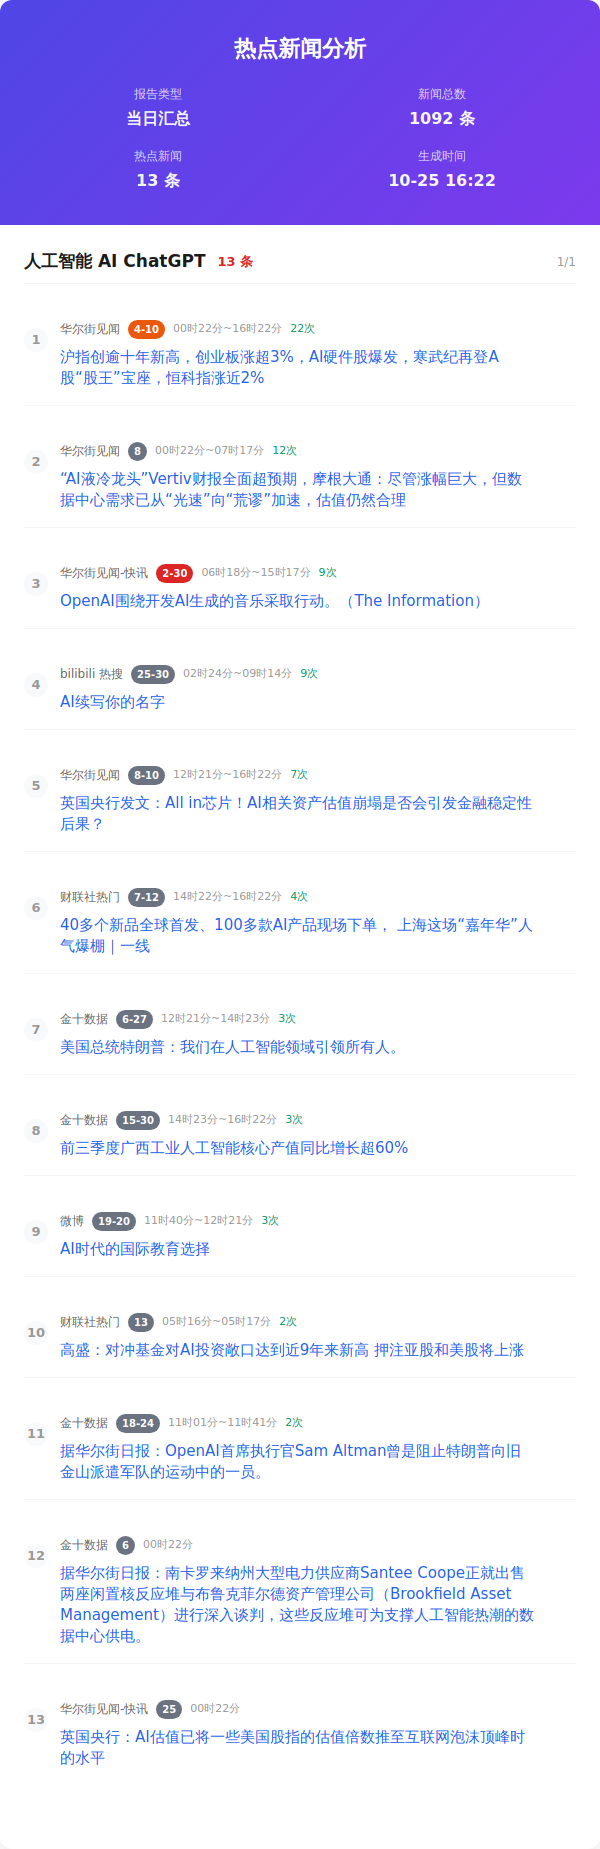 热点新闻分析
报告类型
新闻总数
当日汇总
1092 条
热点新闻
生成时间
13 条
10-25 16:22
人工智能 AI ChatGPT 13 条 1/1
1 华尔街见闻 4-10 00时22分~16时22分 22次
沪指创逾十年新高，创业板涨超3%，AI硬件股爆发，寒武纪再登A
股“股王”宝座，恒科指涨近2%
2 华尔街见闻 8 00时22分~07时17分 12次
“AI液冷龙头”Vertiv财报全面超预期，摩根大通：尽管涨幅巨大，但数
据中心需求已从“光速”向“荒谬”加速，估值仍然合理
3 华尔街见闻-快讯 2-30 06时18分~15时17分 9次
OpenAI围绕开发AI生成的音乐采取行动。（The Information）
4 bilibili 热搜 25-30 02时24分~09时14分 9次
AI续写你的名字
5 华尔街见闻 8-10 12时21分~16时22分 7次
英国央行发文：All in芯片！AI相关资产估值崩塌是否会引发金融稳定性
后果？
6 财联社热门 7-12 14时22分~16时22分 4次
40多个新品全球首发、100多款AI产品现场下单， 上海这场“嘉年华”人
气爆棚｜一线
7 金十数据 6-27 12时21分~14时23分 3次
美国总统特朗普：我们在人工智能领域引领所有人。
8 金十数据 15-30 14时23分~16时22分 3次
前三季度广西工业人工智能核心产值同比增长超60%
9 微博 19-20 11时40分~12时21分 3次
AI时代的国际教育选择
10 财联社热门 13 05时16分~05时17分 2次
高盛：对冲基金对AI投资敞口达到近9年来新高 押注亚股和美股将上涨
11 金十数据 18-24 11时01分~11时41分 2次
据华尔街日报：OpenAI首席执行官Sam Altman曾是阻止特朗普向旧
金山派遣军队的运动中的一员。
12 金十数据 6 00时22分
据华尔街日报：南卡罗来纳州大型电力供应商Santee Coope正就出售
两座闲置核反应堆与布鲁克菲尔德资产管理公司（Brookfield Asset
Management）进行深入谈判，这些反应堆可为支撑人工智能热潮的数
据中心供电。
13 华尔街见闻-快讯 25 00时22分
英国央行：AI估值已将一些美国股指的估值倍数推至互联网泡沫顶峰时
的水平